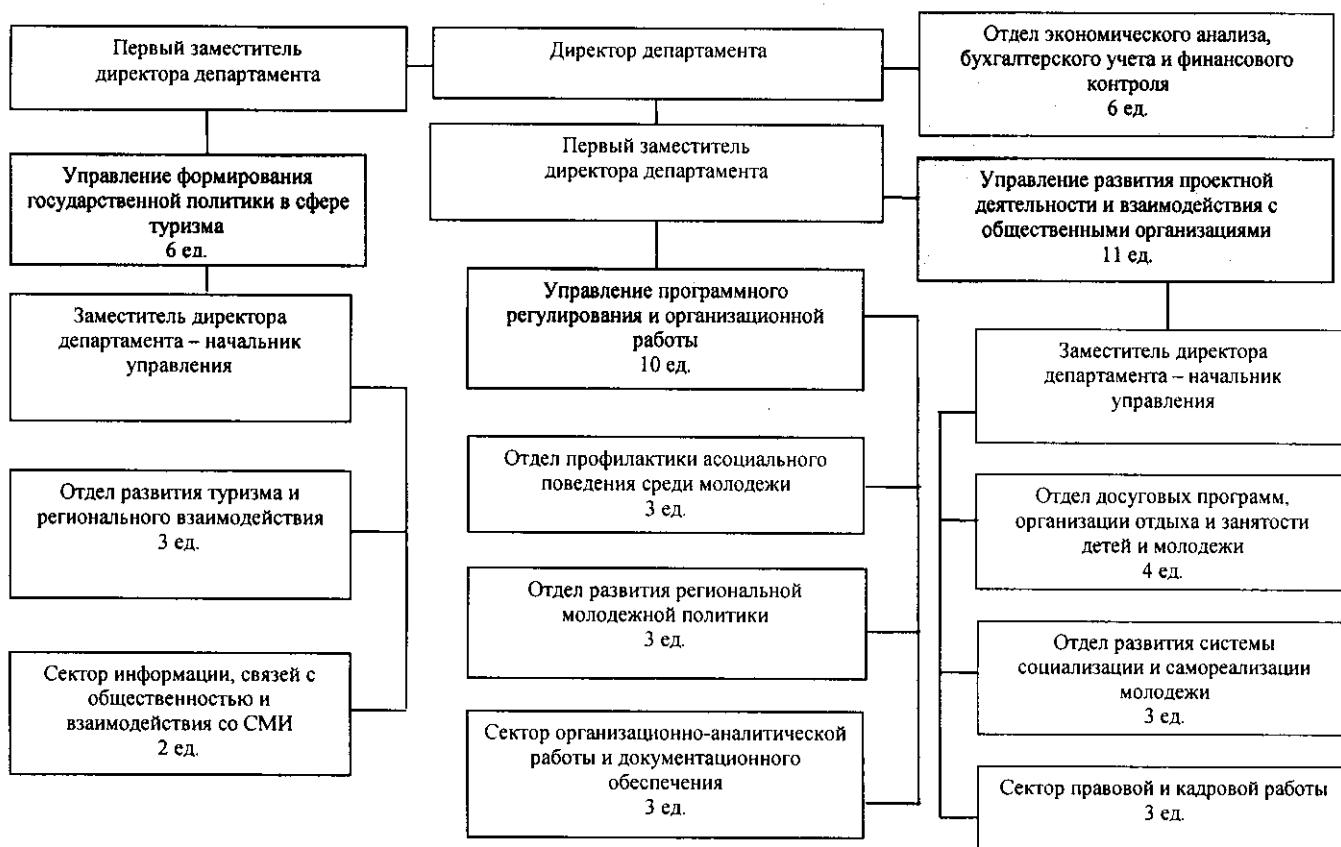 Первый заместитель
директора департамента
Директор департамента
Отдел экономического анализа,
бухгалтерского учета и финансового
контроля
6 ед.
Первый заместитель
директора департамента
Управление формирования
государственной политики в сфере
туризма
6 ед.
Управление развития проектной
деятельности и взаимодействия с
общественными организациями
11 ед.
Заместитель директора
департамента – начальник
управления
Управление программного
регулирования и организационной
работы
10 ед.
Заместитель директора
департамента – начальник
управления
Отдел развития туризма и
регионального взаимодействия
3 ед.
Отдел профилактики асоциального
поведения среди молодежи
3 ед.
Отдел досуговых программ,
организации отдыха и занятости
детей и молодежи
4 ед.
Отдел развития региональной
молодежной политики
3 ед.
Отдел развития системы
социализации и самореализации
молодежи
3 ед.
Сектор информации, связей с
общественностью и
взаимодействия со СМИ
2 ед.
Сектор организационно-аналитической
работы и документационного
обеспечения
3 ед.
Сектор правовой и кадровой работы
3 ед.